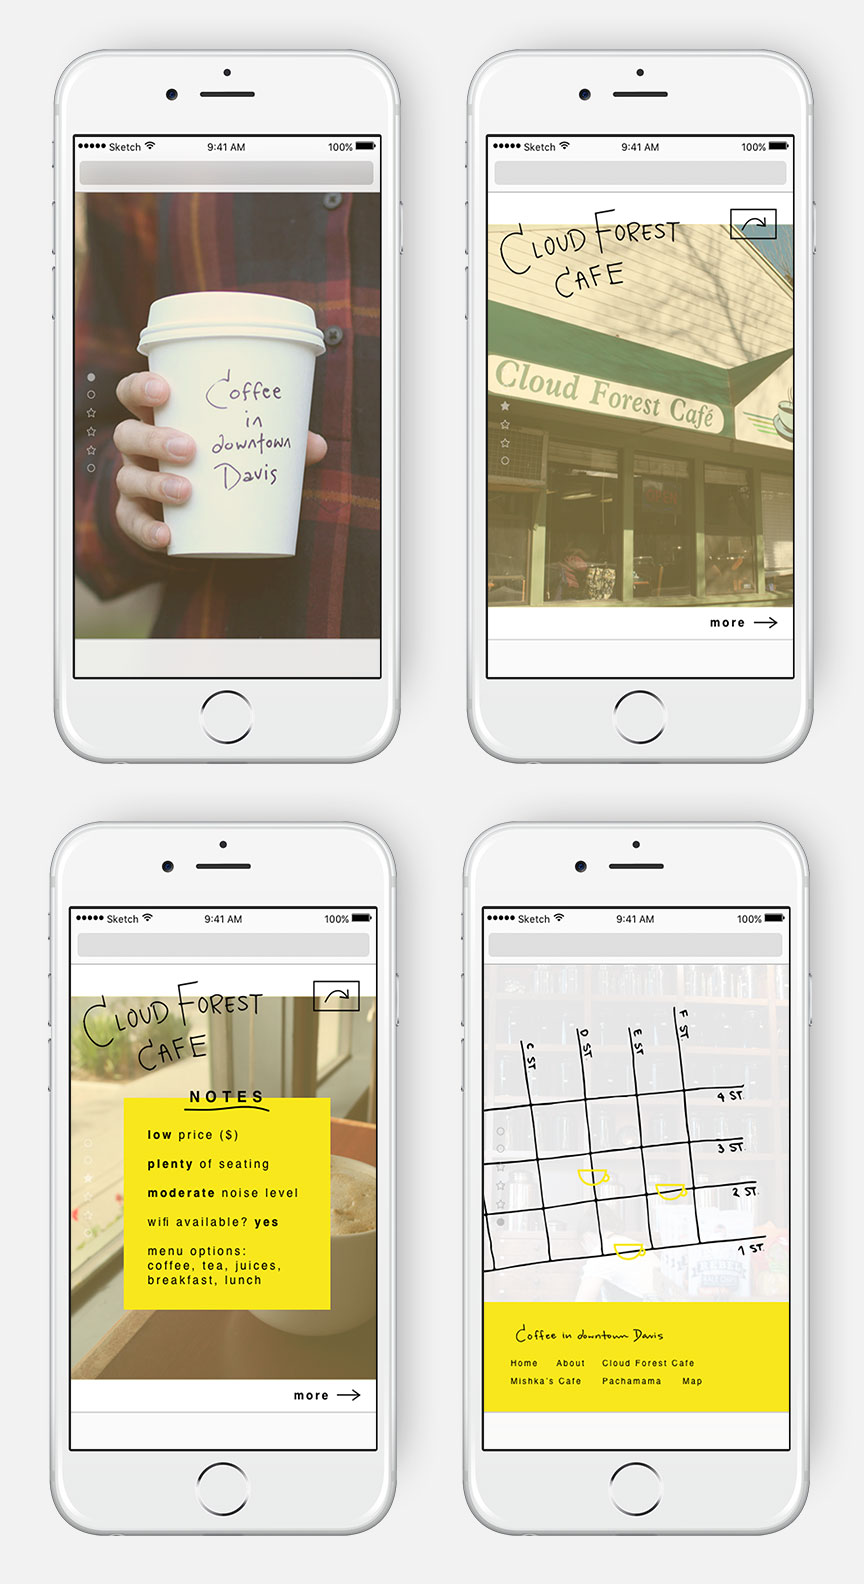 Sketch 9:41 AM 100%
Coffee
in
downtown
Davis
Sketch 9:41 AM 100%
CLOUD FOREST
CAFE
Cloud Forest Café
OPEN
more
Sketch 9:41 AM 100%
CLOUD FOREST
CAFE
NOTES
low price ($)
plenty of seating
moderate noise level
wifi available? yes
menu options:
coffee, tea, juices,
breakfast, lunch
more
Sketch 9:41 AM 100%
C ST.
D ST.
E ST.
F ST.
4 ST.
3 ST.
2 ST.
1 ST.
Coffee in downtown Davis
Home About Cloud Forest Cafe
Mishka's Cafe Pachamama Map